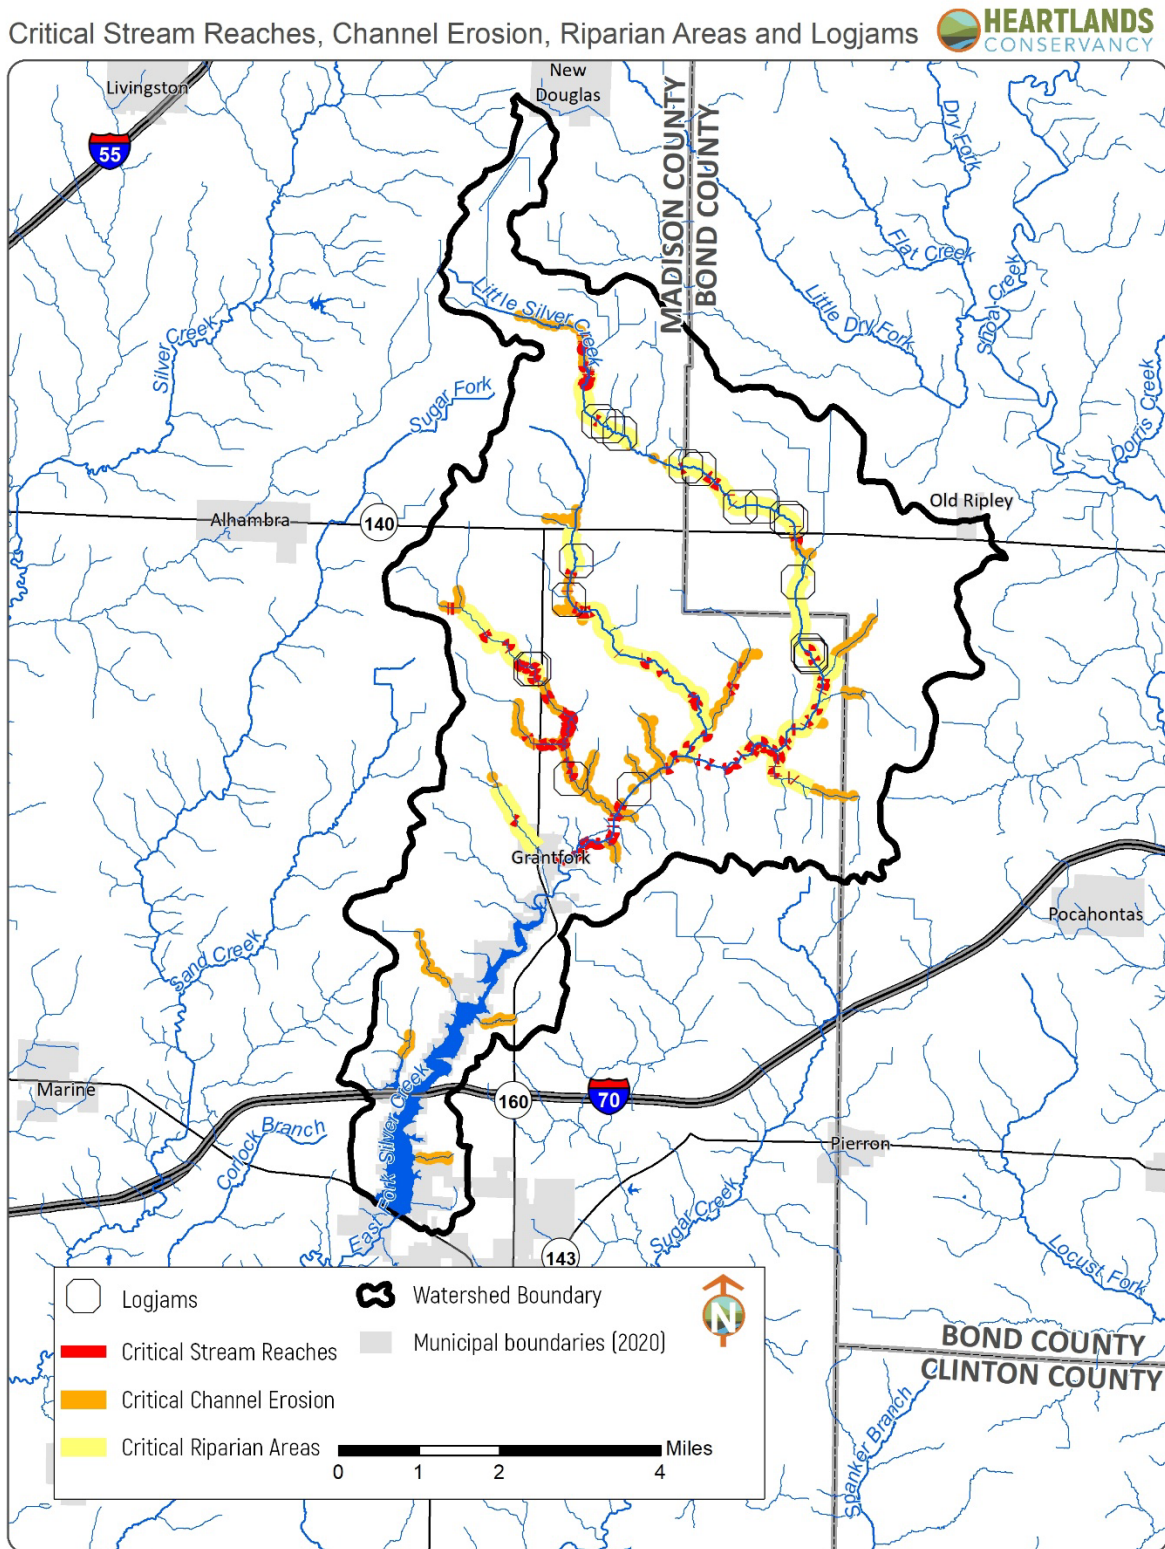 Critical Stream Reaches, Channel Erosion, Riparian Areas and Logjams
HEARTLANDS
CONSERVANCY
Livingston
New
Douglas
55
MADISON COUNTY
BOND COUNTY
Dry Fork
Flat Creek
Shoal Creek
Little Dry Fork
Dorris Creek
Little Silver Creek
Silver Creek
Sugar Fork
Old Ripley
Alhambra
140
Grantfork
Pocahontas
Sand Creek
Marine
160
70
Corlock Branch
East Fork Silver Creek
Pierron
Sugar Creek
143
Locust Fork
BOND COUNTY
CLINTON COUNTY
Spanker Branch
Logjams
Critical Stream Reaches
Critical Channel Erosion
Critical Riparian Areas
Watershed Boundary
Municipal boundaries (2020)
N
Miles
0 1 2 4